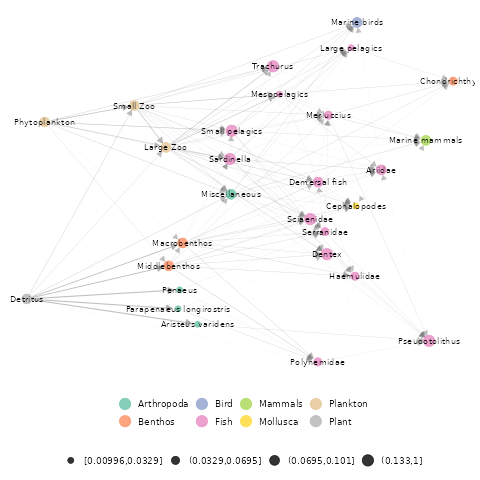 Marine birds
Large pelagics
Trachurus
Chondrichthy
Mesopelagics
Small Zoo
Merluccius
Phytoplankton
Small pelagics
Marine mammals
Large Zoo
Sardinella
Ariidae
Demersal fish
Miscellaneous
Cephalopodes
Sciaenidae
Serranidae
Macrobenthos
Dentex
Middlebenthos
Haemulidae
Penaeus
Detritus
Parapenaeus longirostris
Aristeus varidens
Pseudotolithus
Polynemidae
Arthropoda Bird Mammals Plankton
Benthos Fish Mollusca Plant
[0.00996,0.0329] (0.0329,0.0695] (0.0695,0.101] (0.133,1]